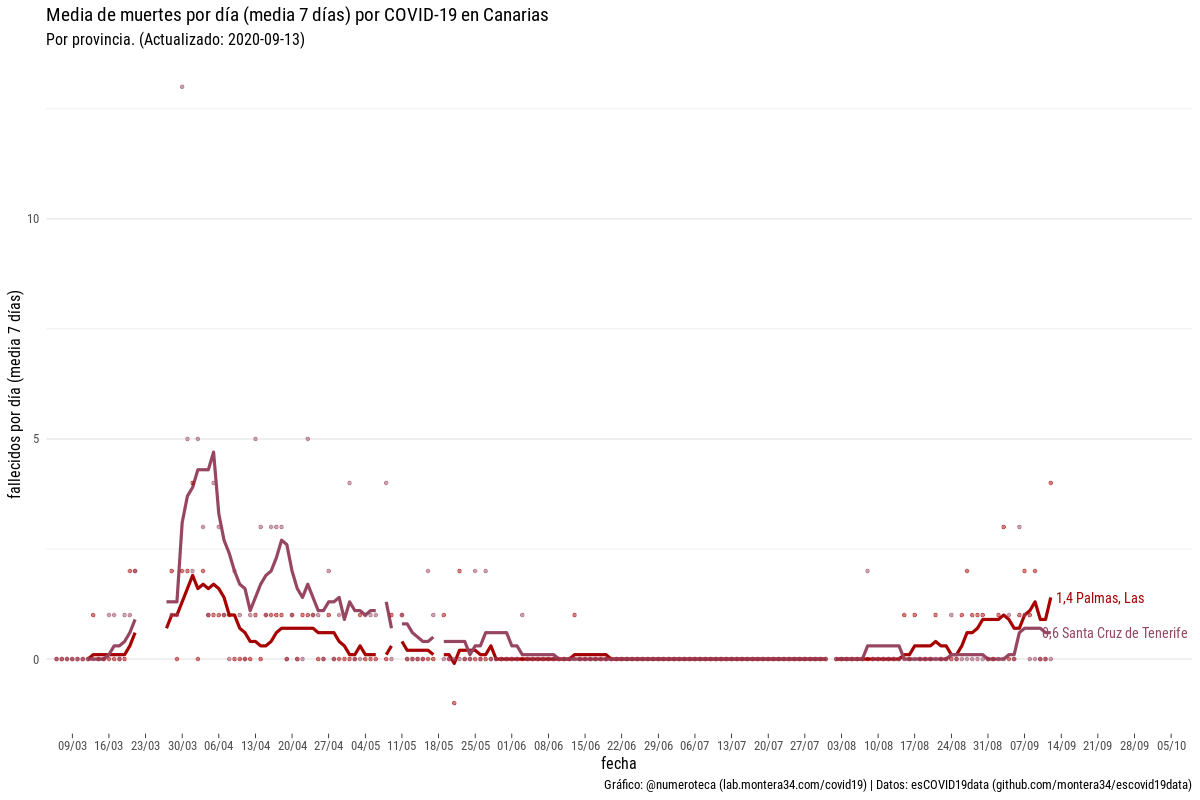 Media de muertes por día (media 7 días) por COVID-19 en Canarias
Por provincia. (Actualizado: 2020-09-13)
fallecidos por día (media 7 días)
10
5
0
1,4 Palmas, Las
0,6 Santa Cruz de Tenerife
09/03 16/03 23/03 30/03 06/04 13/04 20/04 27/04 04/05 11/05 18/05 25/05 01/06 08/06 15/06 22/06 29/06 06/07 13/07 20/07 27/07 03/08 10/08 17/08 24/08 31/08 07/09 14/09 21/09 28/09 05/10
fecha
Gráfico: @numeroteca (lab.montera34.com/covid19) | Datos: esCOVID19data (github.com/montera34/escovid19data)